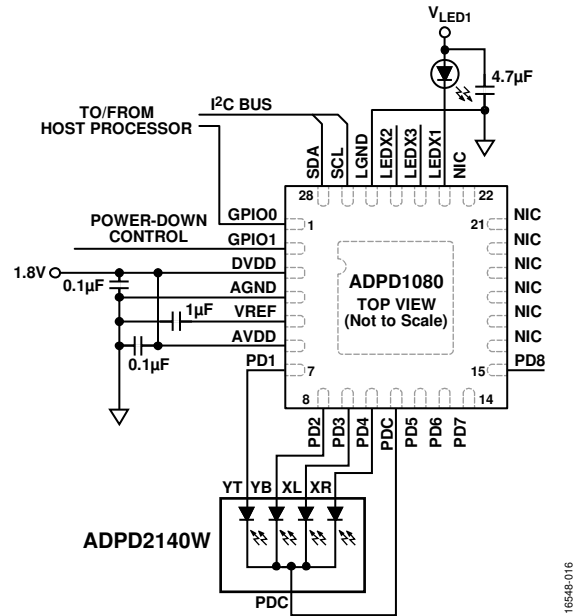 VLED1
4.7µF
I²C BUS
TO/FROM
HOST PROCESSOR
SDA
SCL
LGND
LEDX2
LEDX3
LEDX1
NIC
28
22
GPIO0
1
21
NIC
POWER-DOWN
CONTROL
GPIO1
NIC
1.8V
DVDD
NIC
0.1µF
AGND
NIC
1µF
VREF
NIC
AVDD
NIC
0.1µF
PD1
7
15
PD8
ADPD1080
TOP VIEW
(Not to Scale)
8
14
PD2
PD3
PD4
PDC
PD5
PD6
PD7
YT YB XL XR
ADPD2140W
PDC
16548-016